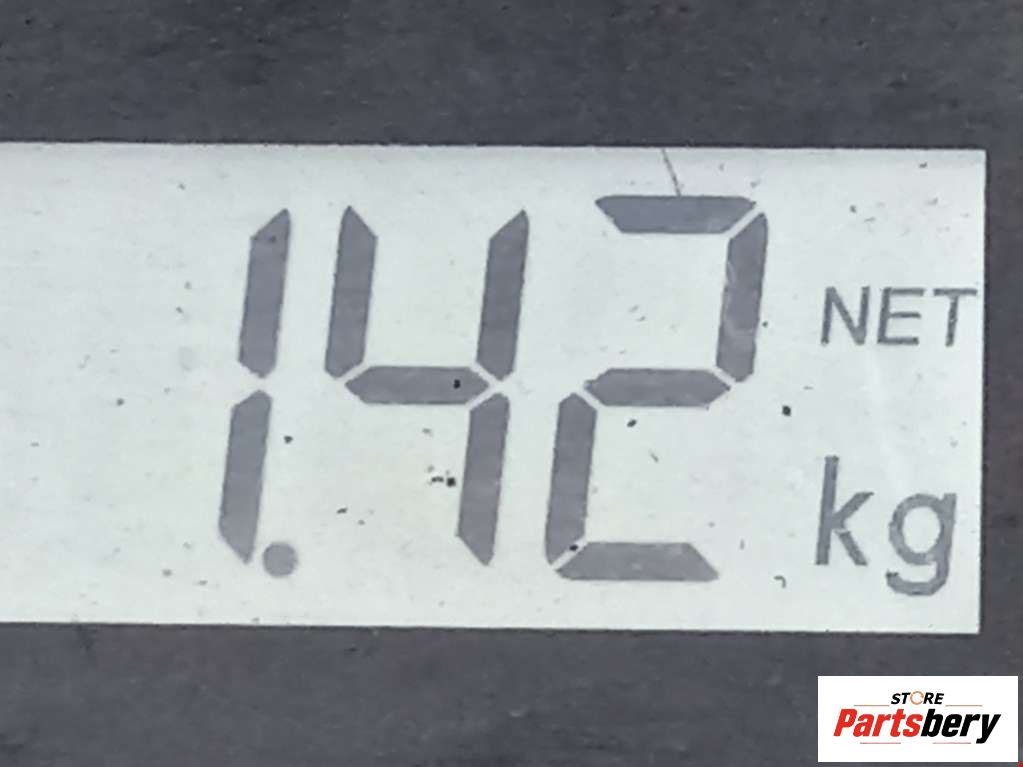 1.42
NET
kg
STORE
Partsbery